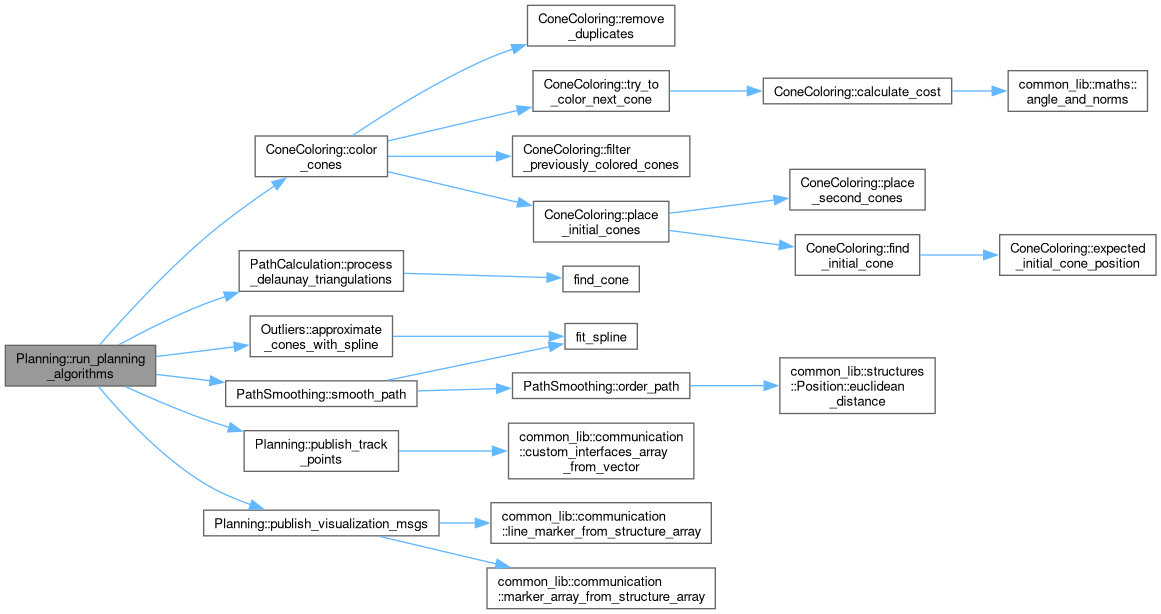 ConeColoring::remove
_duplicates
ConeColoring::try_to
_color_next_cone
ConeColoring::calculate_cost
common_lib::maths::
angle_and_norms
ConeColoring::color
_cones
ConeColoring::filter
_previously_colored_cones
ConeColoring::place
_second_cones
ConeColoring::place
_initial_cones
ConeColoring::find
_initial_cone
ConeColoring::expected
_initial_cone_position
PathCalculation::process
_delaunay_triangulations
find_cone
Outliers::approximate
_cones_with_spline
fit_spline
Planning::run_planning
_algorithms
PathSmoothing::smooth_path
PathSmoothing::order_path
common_lib::structures
::Position::euclidean
_distance
Planning::publish_track
_points
common_lib::communication
::custom_interfaces_array
_from_vector
Planning::publish_visualization_msgs
common_lib::communication
::line_marker_from_structure_array
common_lib::communication
::marker_array_from_structure_array